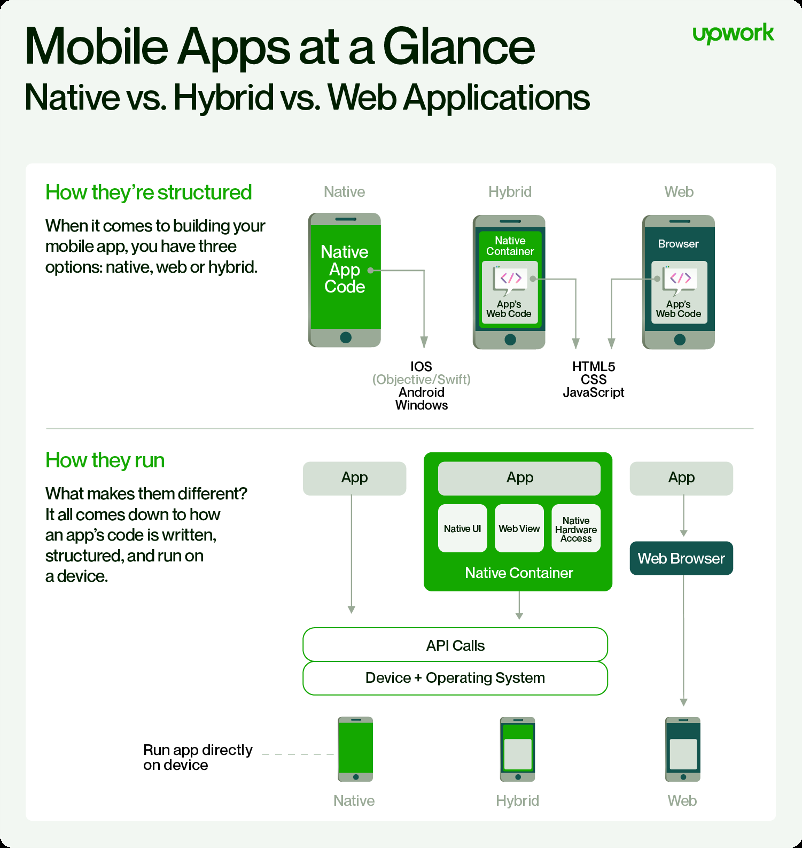 Mobile Apps at a Glance
upwork
Native vs. Hybrid vs. Web Applications
How they're structured
When it comes to building your
mobile app, you have three
options: native, web or hybrid.
Native
Hybrid
Web
Native
App
Code
Native
Container
</>
App's
Web Code
Browser
</>
App's
Web Code
IOS
(Objective/Swift)
Android
Windows
HTML5
CSS
JavaScript
How they run
What makes them different?
It all comes down to how
an app's code is written,
structured, and run on
a device.
App
App
Native UI
Web View
Native
Hardware
Access
Native Container
App
Web Browser
API Calls
Device + Operating System
Run app directly
on device
Native
Hybrid
Web